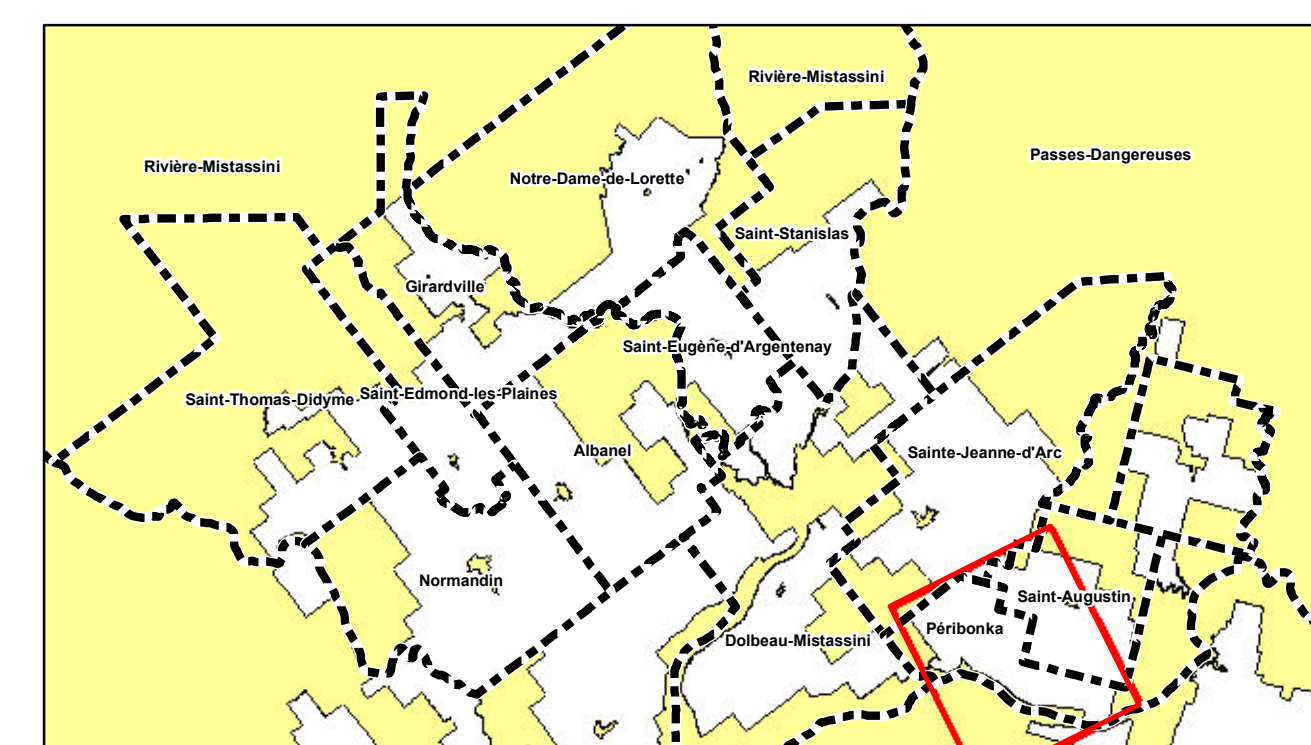 Rivière-Mistassini
Passes-Dangereuses
Rivière-Mistassini
Notre-Dame-de-Lorette
Saint-Stanislas
Girardville
Saint-Eugène-d'Argentenay
Saint-Thomas-Didyme
Saint-Edmond-les-Plaines
Albanel
Sainte-Jeanne-d'Arc
Normandin
Saint-Augustin
Péribonka
Dolbeau-Mistassini